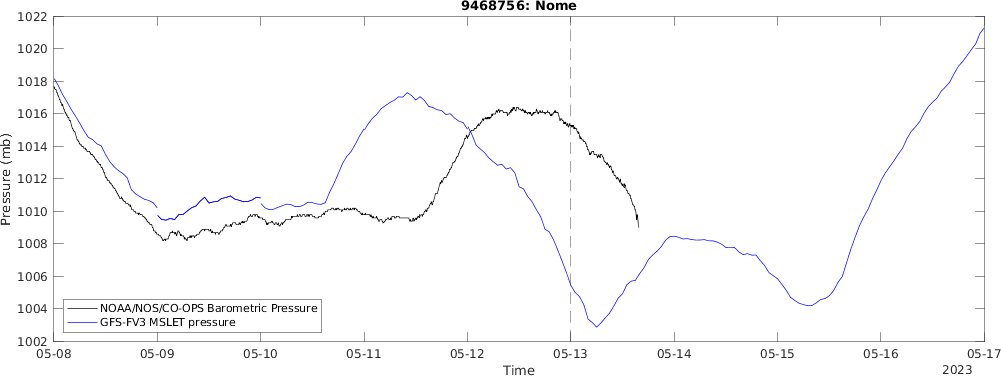 9468756: Nome
1022
1020
1018
1016
1014
1012
1010
1008
1006
1004
1002
Pressure (mb)
NOAA/NOS/CO-OPS Barometric Pressure
GFS-FV3 MSLET pressure
05-08 05-09 05-10 05-11 05-12 05-13 05-14 05-15 05-16 05-17
Time
2023